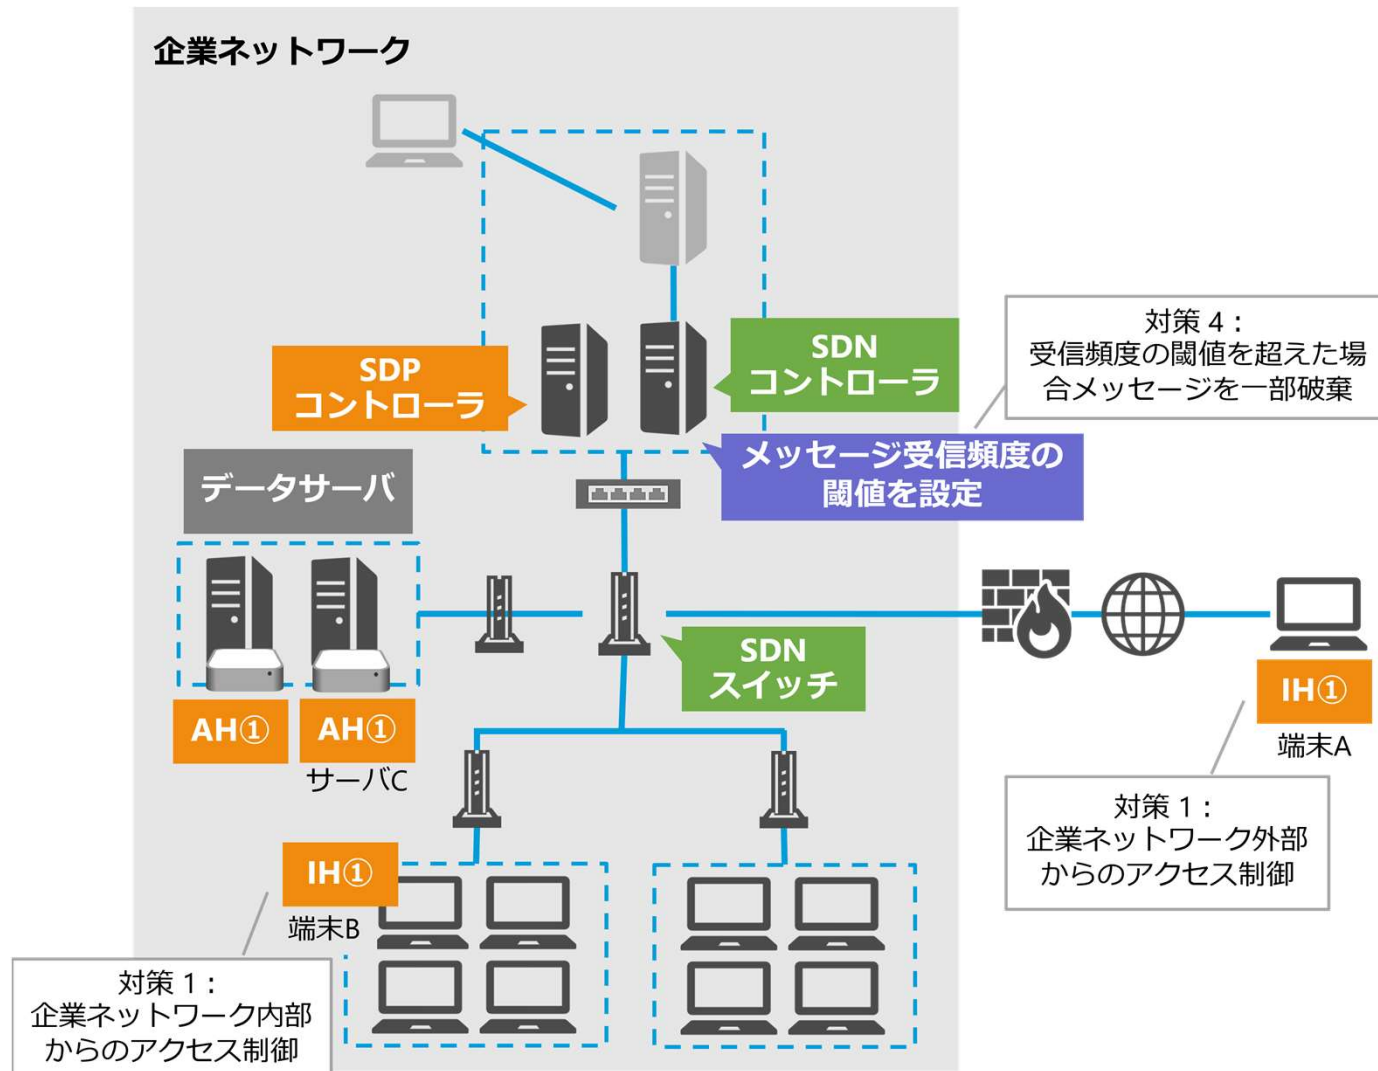 企業ネットワーク
SDP
コントローラ
SDN
コントローラ
対策 4：
受信頻度の閾値を超えた場
合メッセージを一部破棄
メッセージ受信頻度の
閾値を設定
データサーバ
AH①
AH①
サーバC
SDN
スイッチ
IH①
端末A
対策 1：
企業ネットワーク外部
からのアクセス制御
IH①
端末B
対策 1：
企業ネットワーク内部
からのアクセス制御